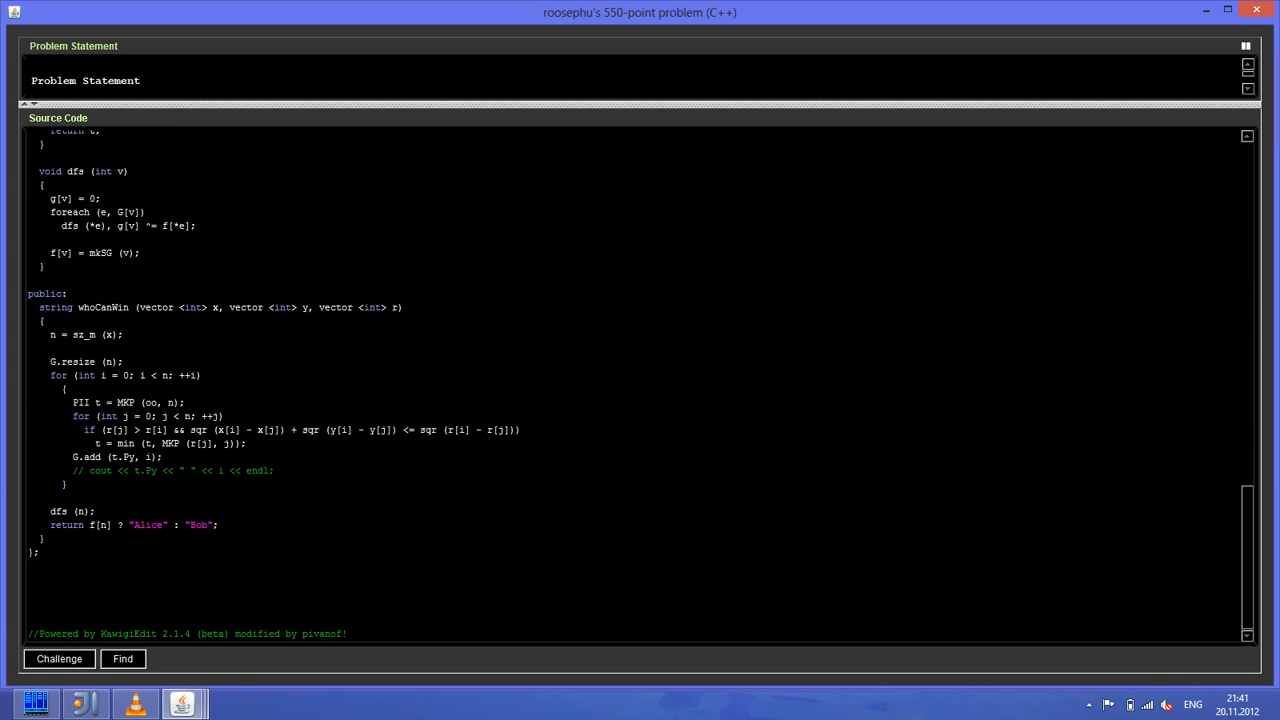 roosephu's 550-point problem (C++)
Problem Statement
Problem Statement
Source Code
return t;
}
void dfs (int v)
{
g[v] = 0;
foreach (e, G[v])
dfs (*e), g[v] ^= f[*e];
f[v] = mkSG (v);
}
public:
string whoCanWin (vector <int> x, vector <int> y, vector <int> r)
{
n = sz_m (x);
G.resize (n);
for (int i = 0; i < n; ++i)
{
PII t = MKP (oo, n);
for (int j = 0; j < n; ++j)
if (r[j] > r[i] && sqr (x[i] - x[j]) + sqr (y[i] - y[j]) <= sqr (r[i] - r[j]))
t = min (t, MKP (r[j], j));
G.add (t.Py, i);
// cout << t.Py << " " << i << endl;
}
dfs (n);
return f[n] ? "Alice" : "Bob";
}
};
//Powered by KawigiEdit 2.1.4 (beta) modified by pivanof!
Challenge
Find
ENG
21:41
20.11.2012